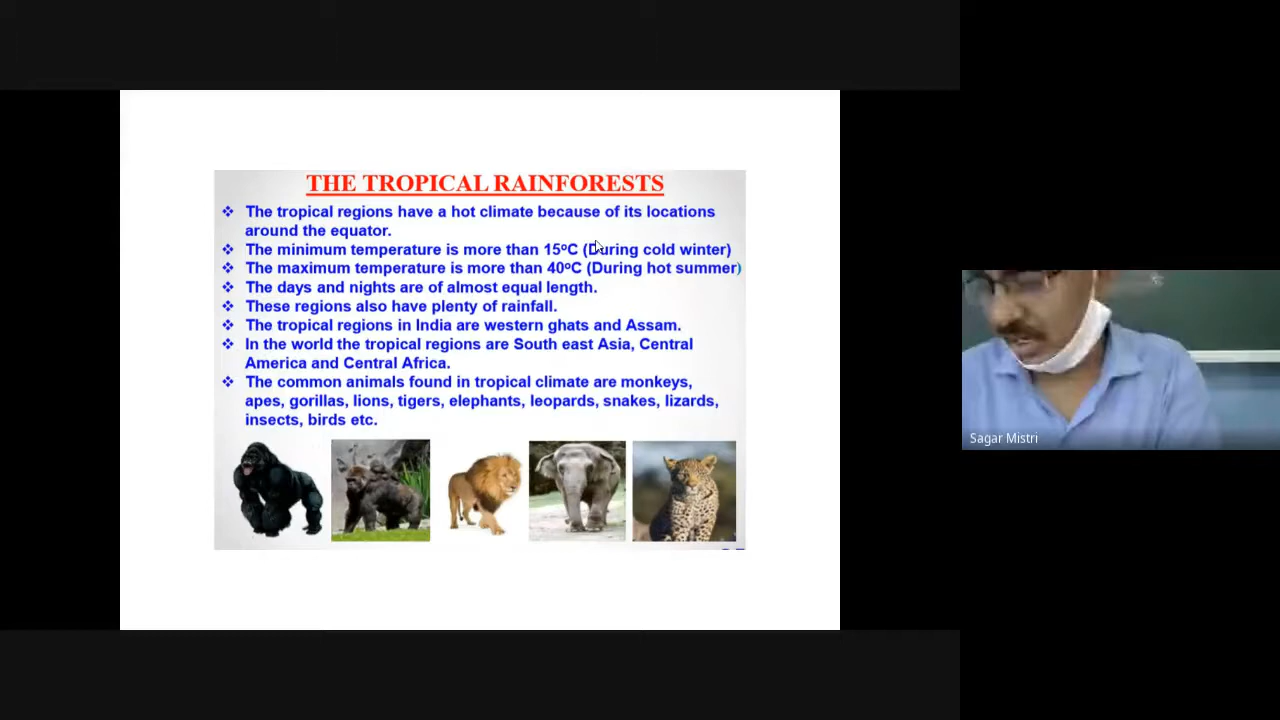 THE TROPICAL RAINFORESTS
❖ The tropical regions have a hot climate because of its locations
around the equator.
❖ The minimum temperature is more than 15ºC (During cold winter)
❖ The maximum temperature is more than 40ºC (During hot summer)
❖ The days and nights are of almost equal length.
❖ These regions also have plenty of rainfall.
❖ The tropical regions in India are western ghats and Assam.
❖ In the world the tropical regions are South east Asia, Central
America and Central Africa.
❖ The common animals found in tropical climate are monkeys,
apes, gorillas, lions, tigers, elephants, leopards, snakes, lizards,
insects, birds etc.
Sagar Mistri